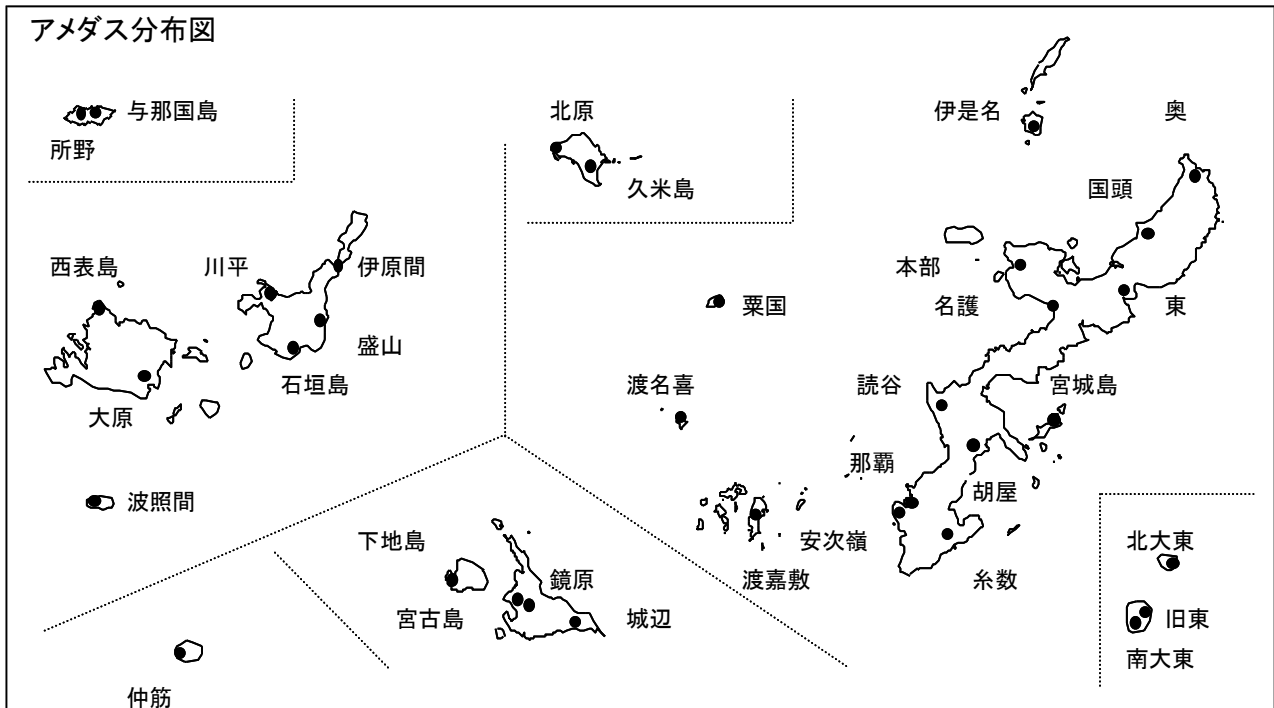 アメダス分布図
与那国島
所野
北原
久米島
伊是名
奥
国頭
西表島
川平
伊原間
本部
名護
東
粟国
盛山
石垣島
大原
渡名喜
読谷
宮城島
那覇
胡屋
波照間
安次嶺
渡嘉敷
糸数
下地島
鏡原
宮古島
城辺
北大東
旧東
南大東
仲筋